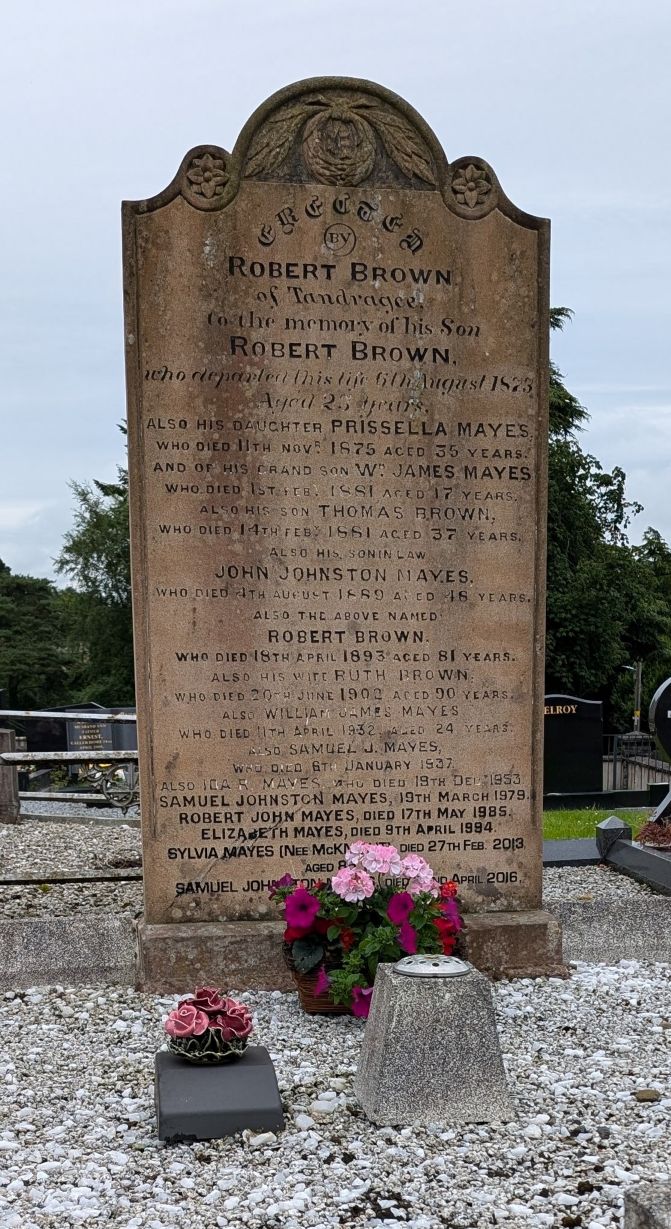 ERECTED
BY
ROBERT BROWN
of Tandragee
to the memory of his Son
ROBERT BROWN,
who departed this life 6th August 1873
Aged 23 Years.
ALSO HIS DAUGHTER PRISSELLA MAYES,
WHO DIED 11TH NOVR. 1875 AGED 35 YEARS.
AND OF HIS GRAND SON WM. JAMES MAYES
WHO DIED 1ST FEBY. 1881 AGED 17 YEARS.
ALSO HIS SON THOMAS BROWN,
WHO DIED 14TH FEBY. 1881 AGED 37 YEARS.
ALSO HIS SON IN LAW
JOHN JOHNSTON MAYES,
WHO DIED 4TH AUGUST 1889 AGED 48 YEARS.
ALSO THE ABOVE NAMED
ROBERT BROWN.
WHO DIED 18TH APRIL 1893 AGED 81 YEARS.
ALSO HIS WIFE RUTH BROWN,
WHO DIED 20TH JUNE 1902 AGED 90 YEARS.
ALSO WILLIAM JAMES MAYES
WHO DIED 11TH APRIL 1932, AGED 24 YEARS
ALSO SAMUEL J. MAYES,
WHO DIED 6TH JANUARY 1937.
ALSO IDA R. MAYES, WHO DIED 19TH DEC. 1953.
SAMUEL JOHNSTON MAYES, 19TH MARCH 1979.
ROBERT JOHN MAYES, DIED 17TH MAY 1985.
ELIZABETH MAYES, DIED 9TH APRIL 1994.
SYLVIA MAYES (NEE DIED 27TH FEB. 2013
AGED
SAMUEL APRIL 2016.
ELROY
ERNEST